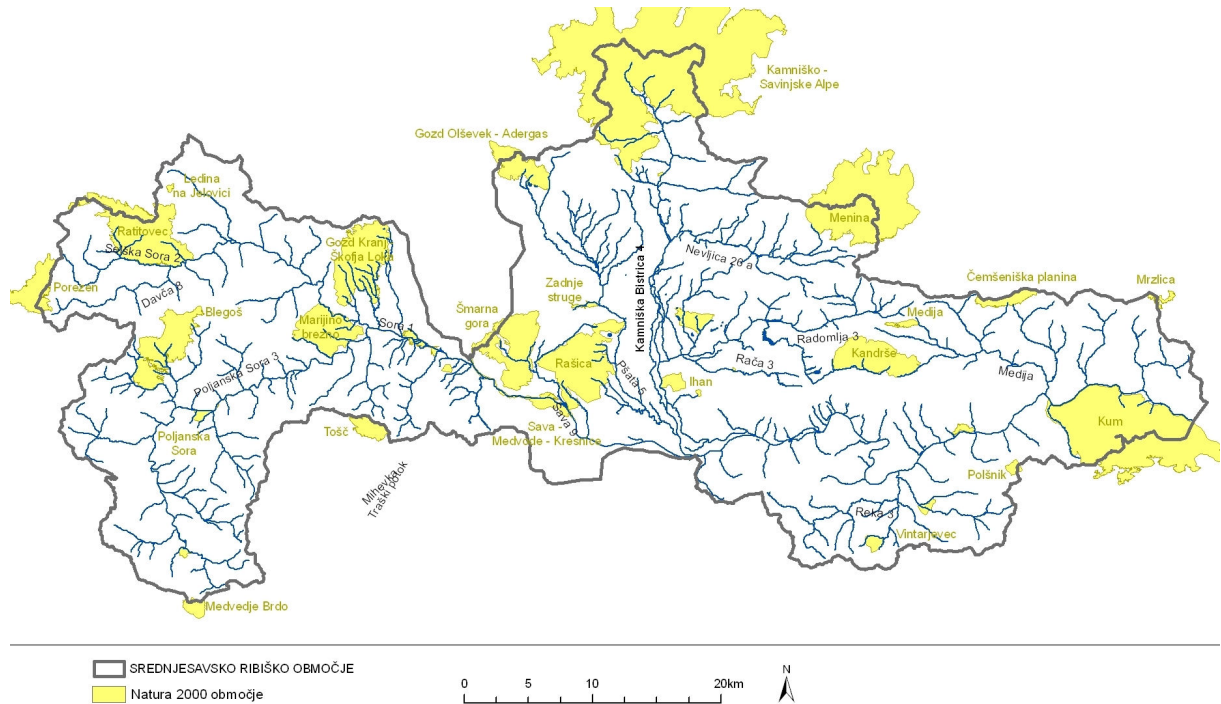 Kamniško -
Savinjske Alpe
Gozd Olševek - Adergas
Ledina
na Jelovici
Ratitovec
Selška Sora 2
Gozd Kranj
Škofja Loka
Menina
Nevljica 26 a
Kamniška Bistrica 4
Porezen
Davča 8
Blegoš
Zadnje
struge
Čemšeniška planina
Mrzlica
Šmarna
gora
Marijino
brezno
Sora 1
Medija
Radomlja 3
Rača 3
Kandrše
Medija
Rašica
Pšata 5
Ihan
Poljanska Sora 3
Sava 9
Kum
Poljanska
Sora
Tošč
Sava -
Medvode - Kresnice
Mihevka
Traški potok
Polšnik
Reka 3
Vintarjevec
Medvedje Brdo
SREDNJESAVSKO RIBIŠKO OBMOČJE
Natura 2000 območje
0 5 10 20km
N